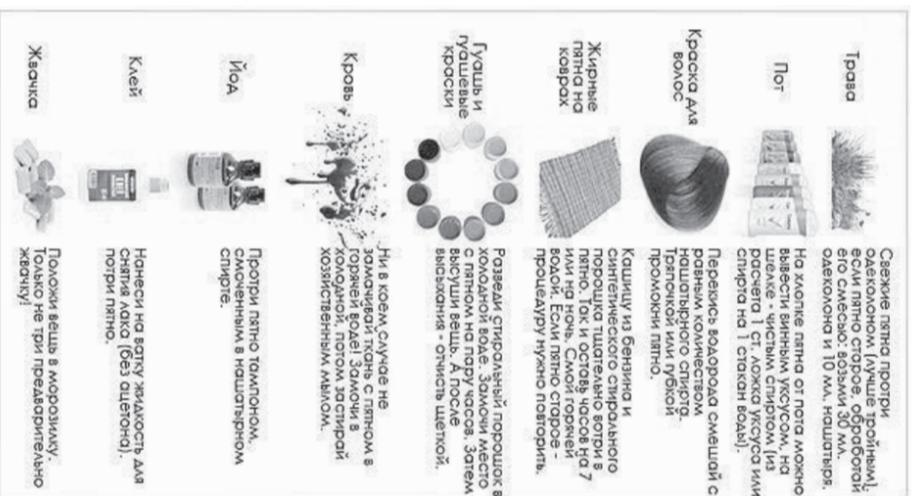 Трава
Свежие пятна протри
одеколоном (лучше тройным);
если пятно старое, обработай
его смесью: возьми 30 мл.
одеколона и 10 мл. нашатыря.
Пот
На хлопке пятна от пота можно
вывести винным уксусом, на
шелке - чистым спиртом (из
расчета 1 ст. ложка уксуса или
спирта на 1 стакан воды).
Краска для
волос
Перекись водорода смешай с
равным количеством
нашатырного спирта.
Тряпочкой или губкой
промокни пятно.
Жирные
пятна на
коврах
Кашицу из бензина и
синтетического стирального
порошка тщательно вотри в
пятно. Так и оставь часов на 7
или на ночь. Смой горячей
водой. Если пятно старое -
процедуру нужно повторить.
Гуашь и
гуашевые
краски
Разведи стиральный порошок в
холодной воде. Замочи место
с пятном на пару часов. Затем
высуши вещь. А после
высыхания - отчисть щеткой.
Кровь
Ни в коем случае не
замачивай ткань с пятном в
горячей воде! Замочи в
холодной, потом застирай
хозяйственным мылом.
Йод
Протри пятно тампоном,
смоченным в нашатырном
спирте.
Клей
Нанеси на ватку жидкость для
снятия лака (без ацетона),
потри пятно.
Жвачка
Положи вещь в морозилку.
Только не три предварительно
жвачку!